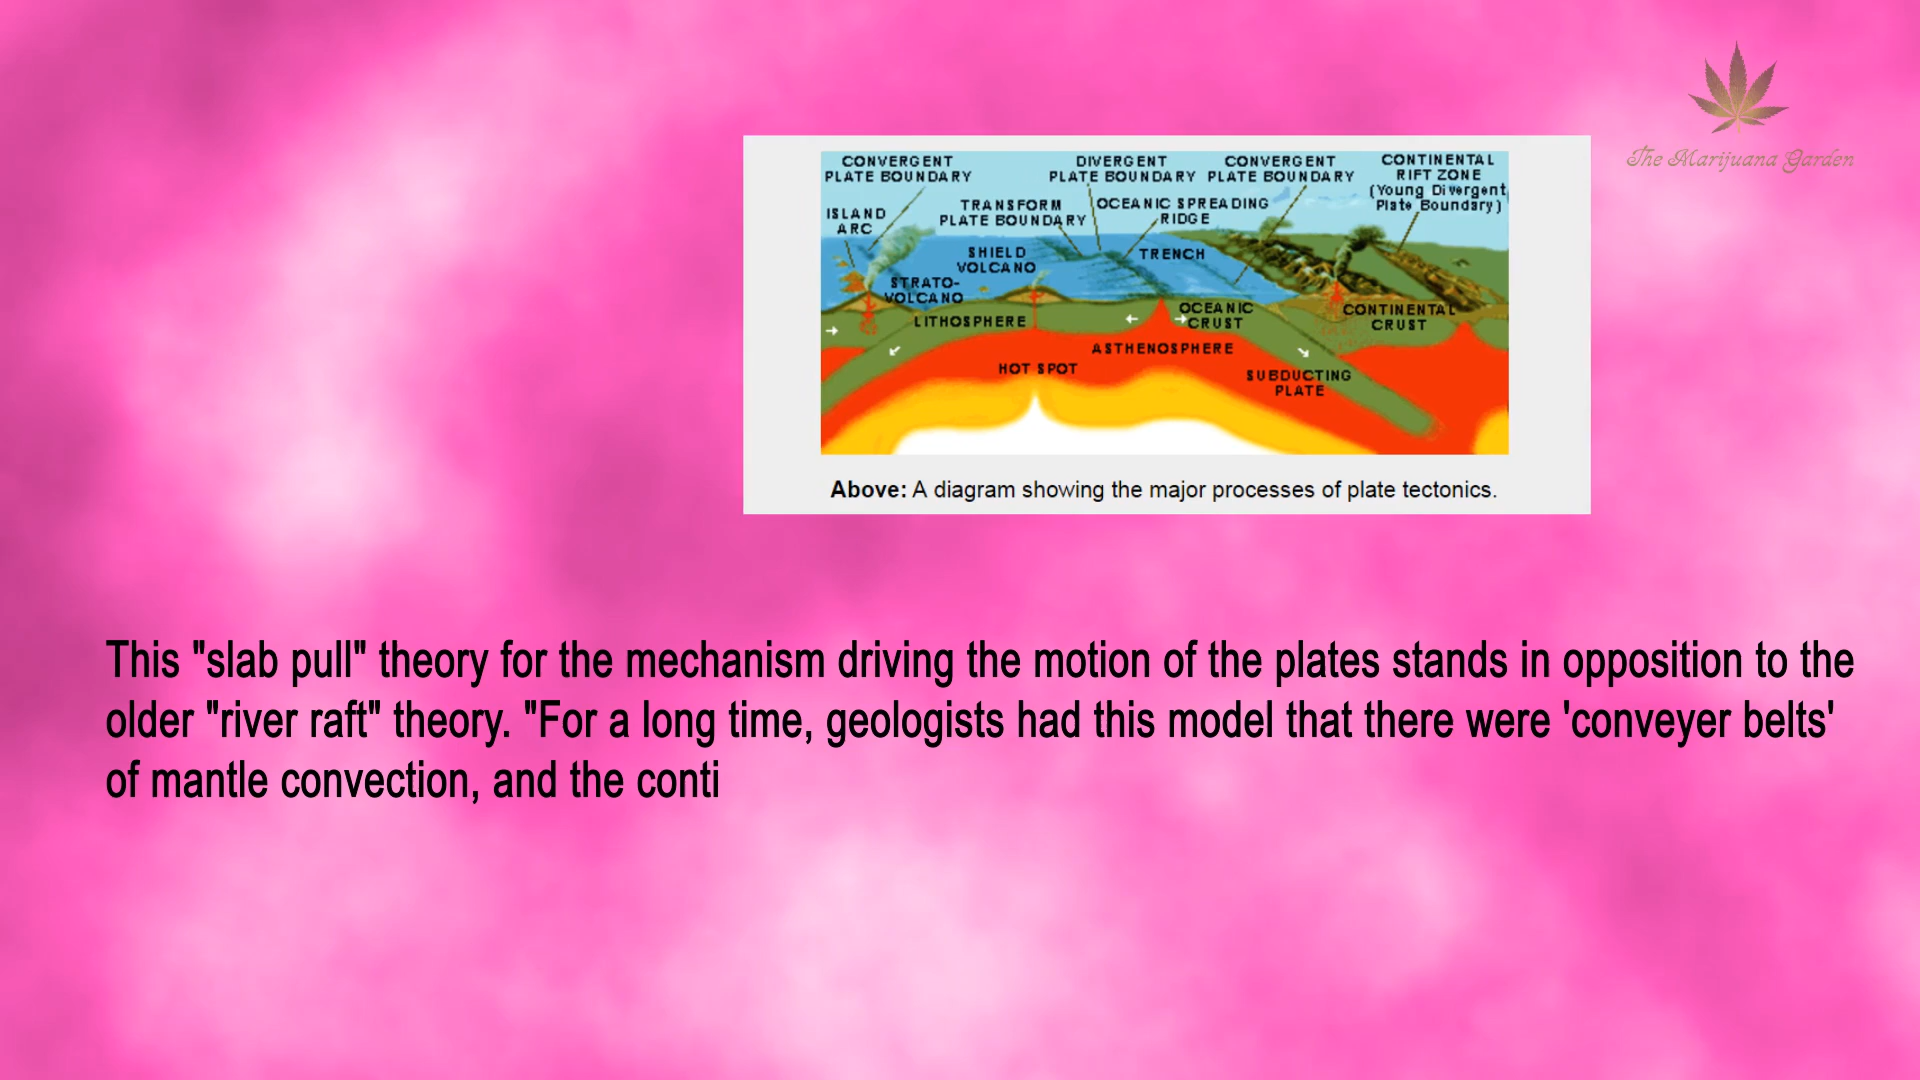 The Marijuana Garden
CONVERGENT
PLATE BOUNDARY
DIVERGENT
PLATE BOUNDARY
CONVERGENT
PLATE BOUNDARY
CONTINENTAL
RIFT ZONE
(Young Divergent
Plate Boundary)
ISLAND
ARC
TRANSFORM
PLATE BOUNDARY
OCEANIC SPREADING
RIDGE
SHIELD
VOLCANO
TRENCH
STRATO-
VOLCANO
LITHOSPHERE
OCEANIC
CRUST
CONTINENTAL
CRUST
ASTHENOSPHERE
HOT SPOT
SUBDUCTING
PLATE
Above: A diagram showing the major processes of plate tectonics.
This "slab pull" theory for the mechanism driving the motion of the plates stands in opposition to the
older "river raft" theory. "For a long time, geologists had this model that there were 'conveyer belts'
of mantle convection, and the conti